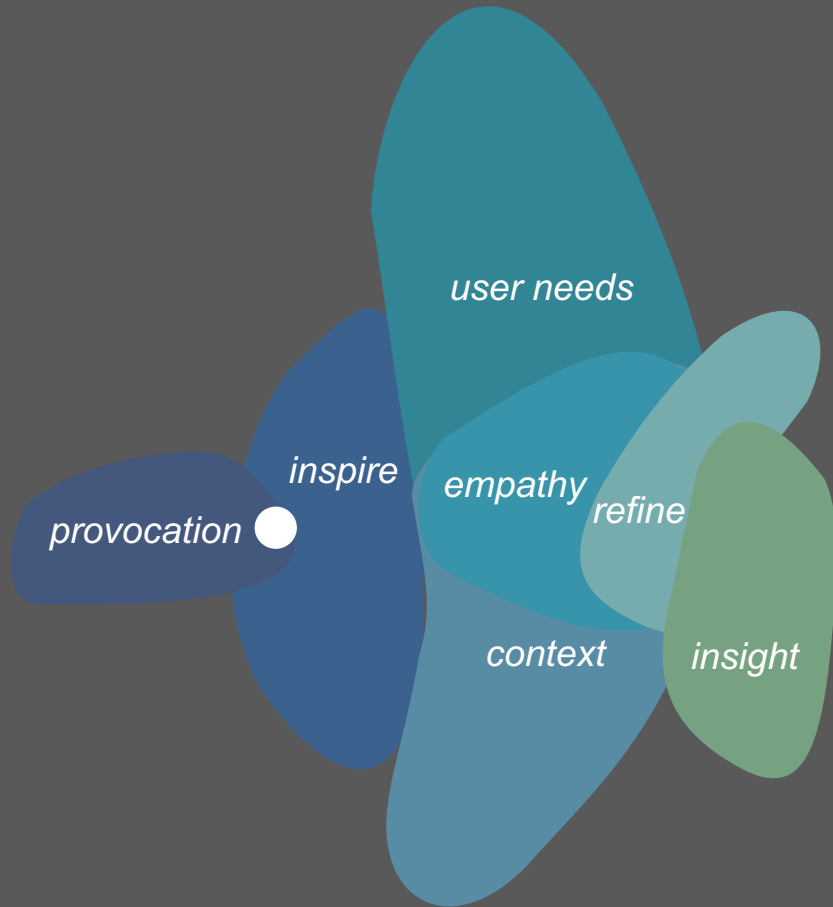 user needs
inspire
empathy
refine
provocation
context
insight